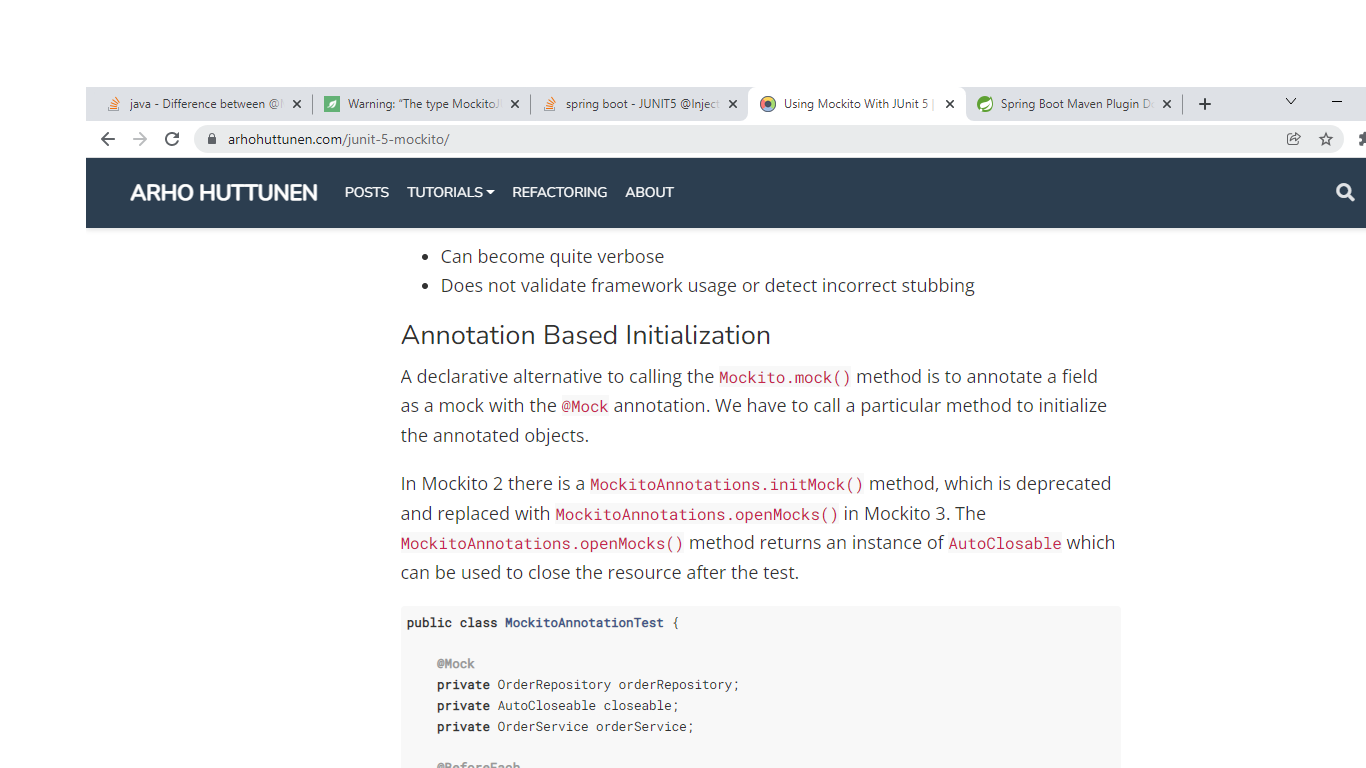 java - Difference between @
Warning: "The type Mockito
spring boot - JUNIT5 @Inject
Using Mockito With JUnit 5 |
Spring Boot Maven Plugin D
arhohuttunen.com/junit-5-mockito/
ARHO HUTTUNEN POSTS TUTORIALS REFACTORING ABOUT
• Can become quite verbose
• Does not validate framework usage or detect incorrect stubbing
Annotation Based Initialization
A declarative alternative to calling the Mockito.mock() method is to annotate a field
as a mock with the @Mock annotation. We have to call a particular method to initialize
the annotated objects.
In Mockito 2 there is a MockitoAnnotations.initMock() method, which is deprecated
and replaced with MockitoAnnotations.openMocks() in Mockito 3. The
MockitoAnnotations.openMocks() method returns an instance of AutoClosable which
can be used to close the resource after the test.
public class MockitoAnnotationTest {
@Mock
private OrderRepository orderRepository;
private AutoCloseable closeable;
private OrderService orderService;
@BeforeEach